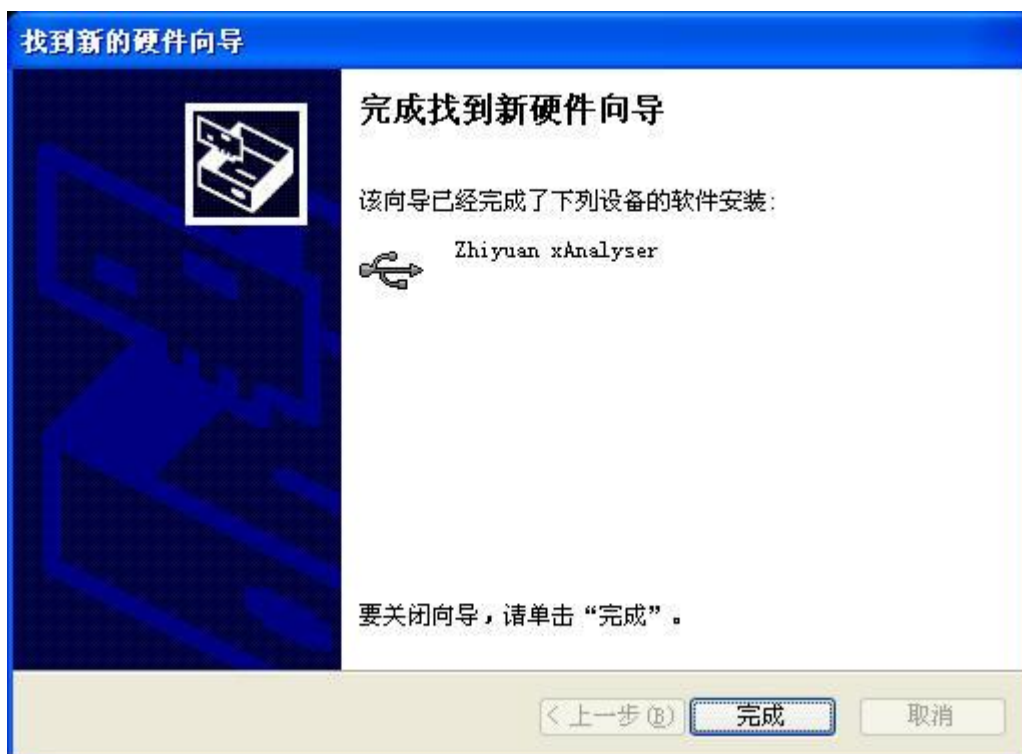 找到新的硬件向导
完成找到新硬件向导
该向导已经完成了下列设备的软件安装:
Zhiyuan xAnalyser
要关闭向导，请单击“完成”。
< 上一步(B)
完成
取消